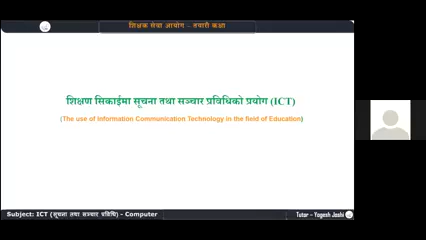 शिक्षक सेवा आयोग – तयारी कक्षा
शिक्षण सिकाईमा सूचना तथा सञ्चार प्रविधिको प्रयोग (ICT)
(The use of Information Communication Technology in the field of Education)
Subject: ICT (सूचना तथा सञ्चार प्रविधि) - Computer
Tutor – Yogesh Joshi